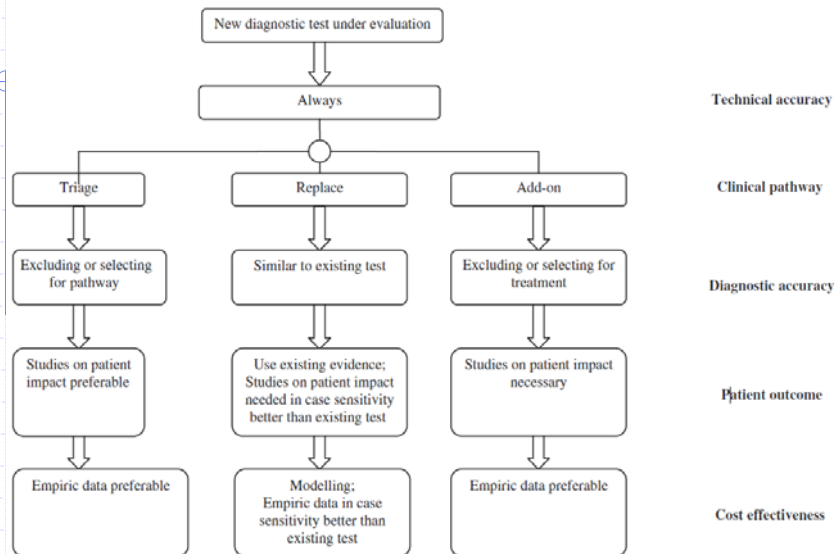 New diagnostic test under evaluation
Always
Technical accuracy
Triage
Replace
Add-on
Clinical pathway
Excluding or selecting
for pathway
Similar to existing test
Excluding or selecting for
treatment
Diagnostic accuracy
Studies on patient
impact preferable
Use existing evidence;
Studies on patient impact
needed in case sensitivity
better than existing test
Studies on patient impact
necessary
Patient outcome
Empiric data preferable
Modelling;
Empiric data in case
sensitivity better than
existing test
Empiric data preferable
Cost effectiveness